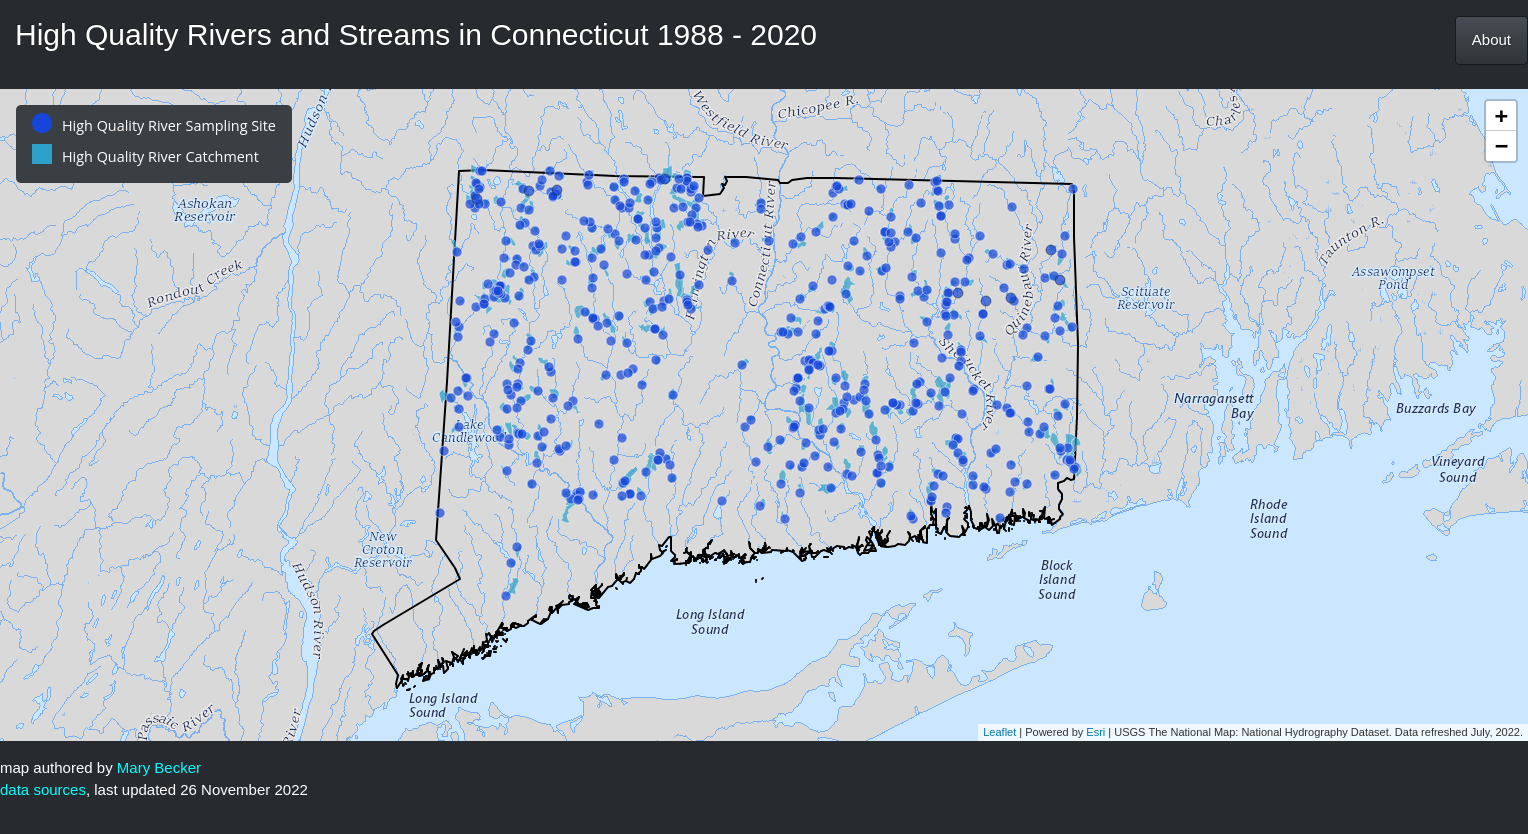 High Quality Rivers and Streams in Connecticut 1988 - 2020
About
High Quality River Sampling Site
High Quality River Catchment
+
−
Hudson
Westfield River
Chicopee R.
Charles
Ashokan
Reservoir
Rondout Creek
River
Connecticut River
Taunton R.
Assawompset
Pond
Scituate
Reservoir
Quinebaug River
Shetucket River
Candlewood
Narragansett
Bay
Buzzards Bay
Vineyard
Sound
Rhode
Island
Sound
New
Croton
Reservoir
Hudson River
Block
Island
Sound
Long Island
Sound
Long Island
Sound
Passaic River
River
Leaflet | Powered by Esri | USGS The National Map: National Hydrography Dataset. Data refreshed July, 2022.
map authored by Mary Becker
data sources, last updated 26 November 2022